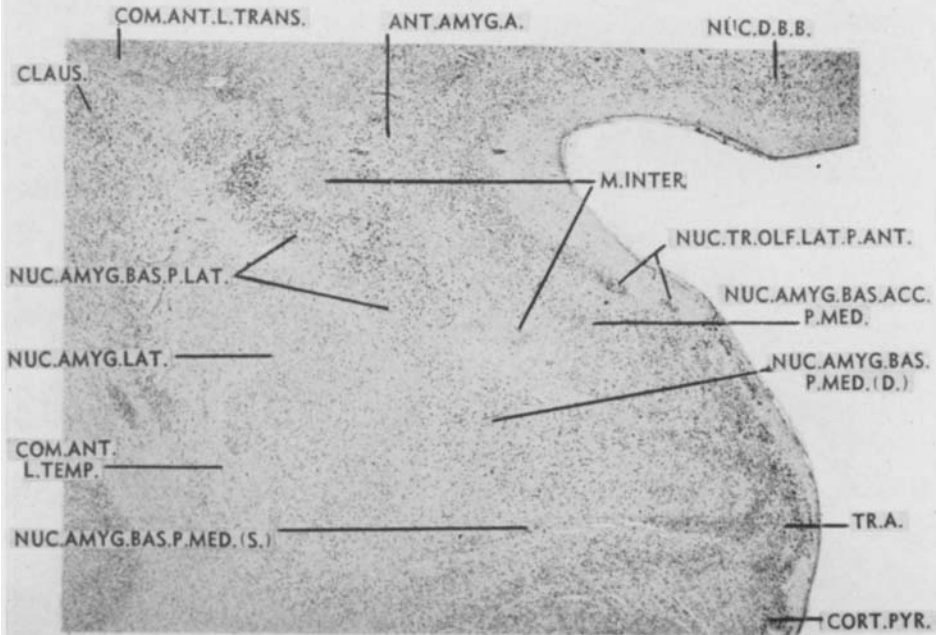 COM.ANT.L.TRANS.
ANT.AMYG.A.
NUC.D.B.B.
CLAUS.
M.INTER.
NUC.TR.OLF.LAT.P.ANT.
NUC.AMYG.BAS.P.LAT.
NUC.AMYG.BAS.ACC.
P.MED.
NUC.AMYG.LAT.
NUC.AMYG.BAS.
P.MED.(D.)
COM.ANT.
L.TEMP.
NUC.AMYG.BAS.P.MED.(S.)
TR.A.
CORT.PYR.